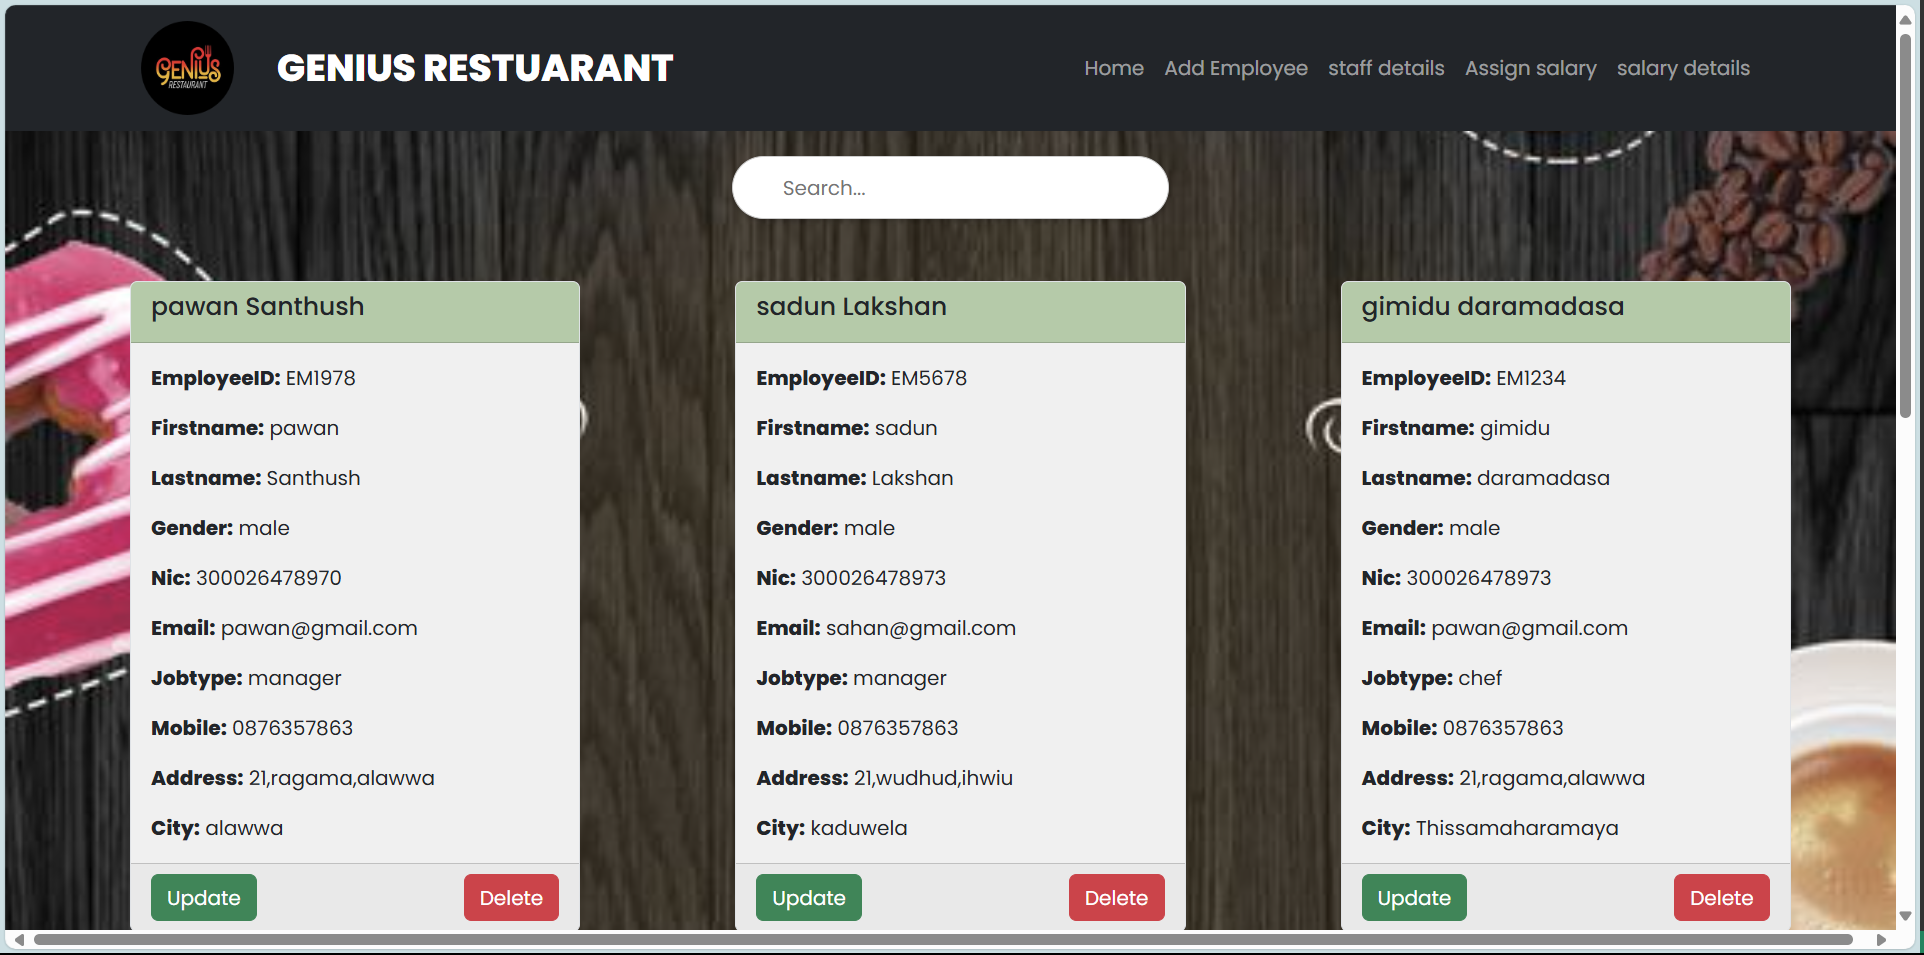 GENIUS
RESTAURANT
GENIUS RESTUARANT
Home Add Employee staff details Assign salary salary details
Search...
pawan Santhush
EmployeeID: EM1978
Firstname: pawan
Lastname: Santhush
Gender: male
Nic: 300026478970
Email: pawan@gmail.com
Jobtype: manager
Mobile: 0876357863
Address: 21,ragama,alawwa
City: alawwa
Update Delete
sadun Lakshan
EmployeeID: EM5678
Firstname: sadun
Lastname: Lakshan
Gender: male
Nic: 300026478973
Email: sahan@gmail.com
Jobtype: manager
Mobile: 0876357863
Address: 21,wudhud,ihwiu
City: kaduwela
Update Delete
gimidu daramadasa
EmployeeID: EM1234
Firstname: gimidu
Lastname: daramadasa
Gender: male
Nic: 300026478973
Email: pawan@gmail.com
Jobtype: chef
Mobile: 0876357863
Address: 21,ragama,alawwa
City: Thissamaharamaya
Update Delete